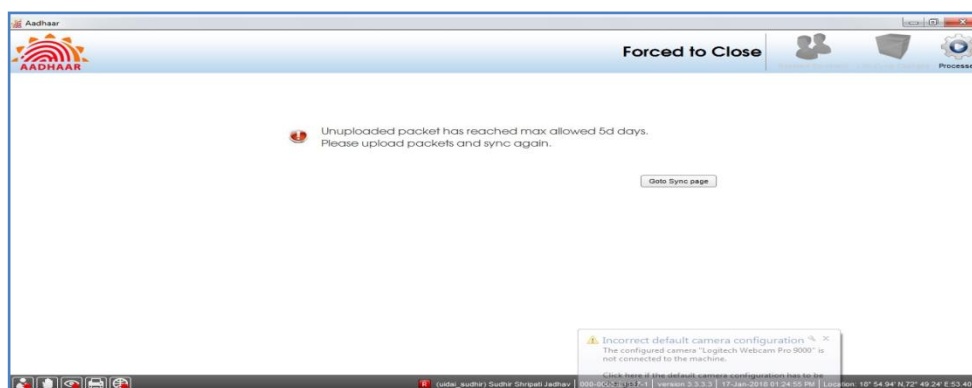 Aadhaar
AADHAAR
Forced to Close
Processe
Unuploaded packet has reached max allowed 5d days.
Please upload packets and sync again.
Goto Sync page
Incorrect default camera configuration
The configured camera "Logitech Webcam Pro 9000" is
not connected to the machine.
Click here if the default camera configuration has to be
R (uidai_sudhir) Sudhir Shripati Jadhav | version 3.3.3.3 | 17-Jan-2018 01:24:55 PM | Location: 18° 54.94' N,72° 49.24' E:53.40